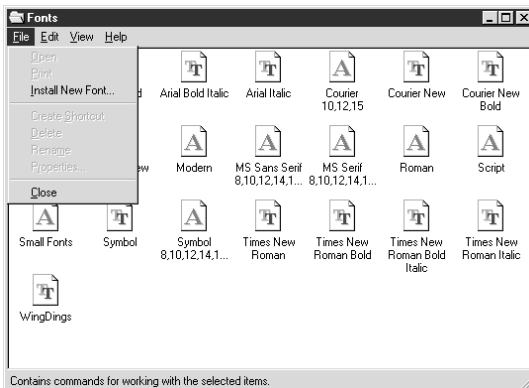 Fonts
File Edit View Help
Open
Print
Install New Font...
Create Shortcut
Delete
Rename
Properties...
Close
d Arial Bold Italic Arial Italic Courier Courier New Courier New
10,12,15 Bold
ew Modern MS Sans Serif MS Serif Roman Script
8,10,12,14,1... 8,10,12,14,1...
Small Fonts Symbol Symbol Times New Times New Times New Times New
8,10,12,14,1... Roman Roman Bold Roman Bold Roman Italic
Italic
WingDings
Contains commands for working with the selected items.